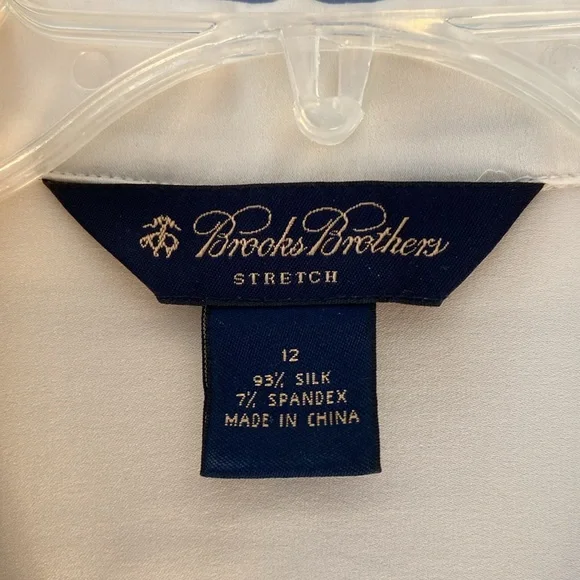 Brooks Brothers
STRETCH
12
93% SILK
7% SPANDEX
MADE IN CHINA